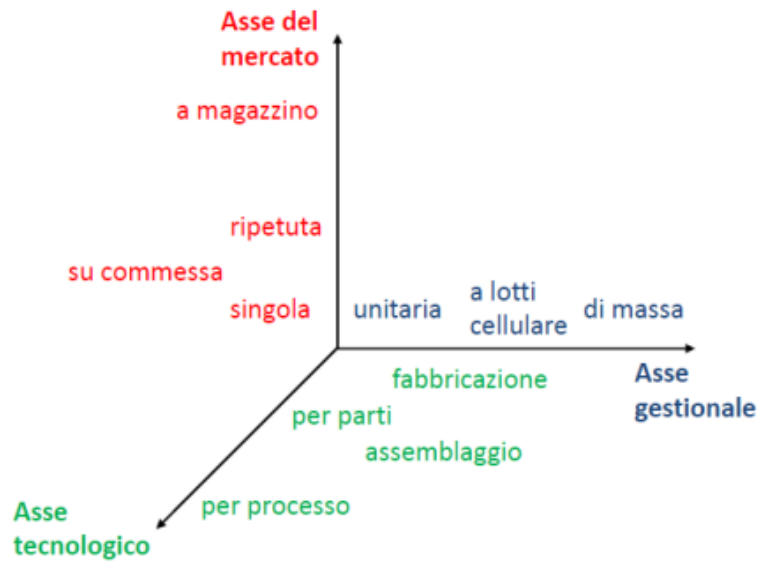 Asse del
mercato
a magazzino
ripetuta
su commessa
singola
unitaria
a lotti
cellulare
di massa
Asse
gestionale
fabbricazione
per parti
assemblaggio
per processo
Asse
tecnologico